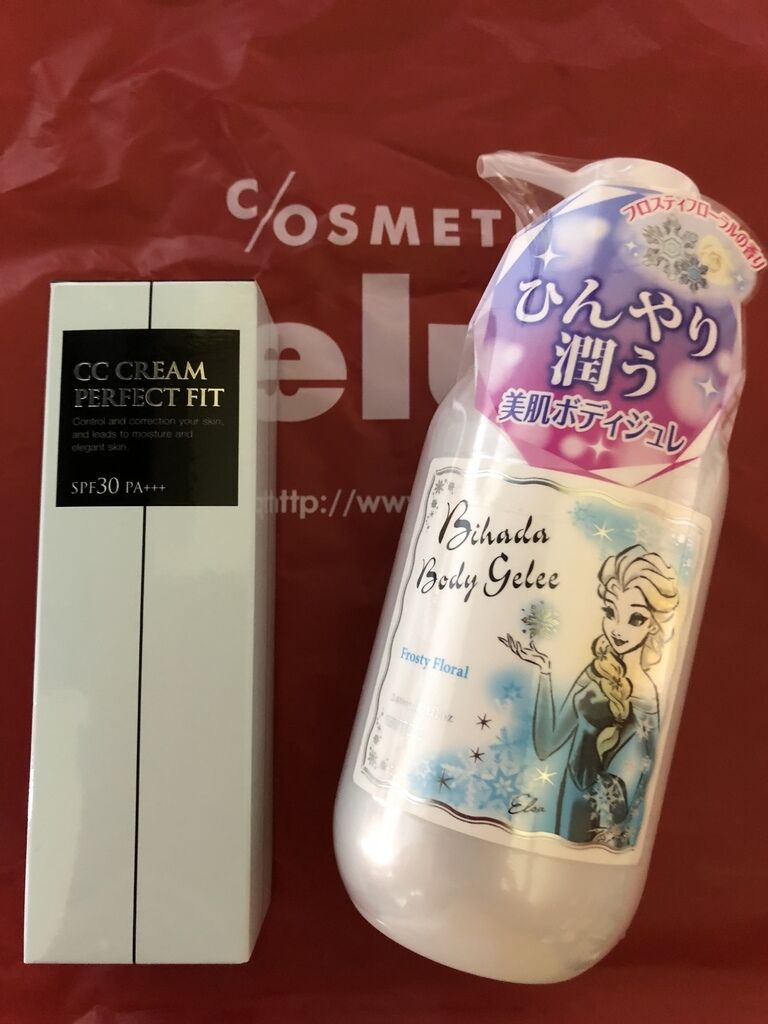 C/OSMET
elu
http://www
CC CREAM
PERFECT FIT
Control and correction your skin,
and leads to moisture and
elegant skin.
SPF30 PA+++
フロスティフローラルの香り
ひんやり
潤う
美肌ボディジュレ
Bihada
Body Gelee
Frosty Floral
Elsa